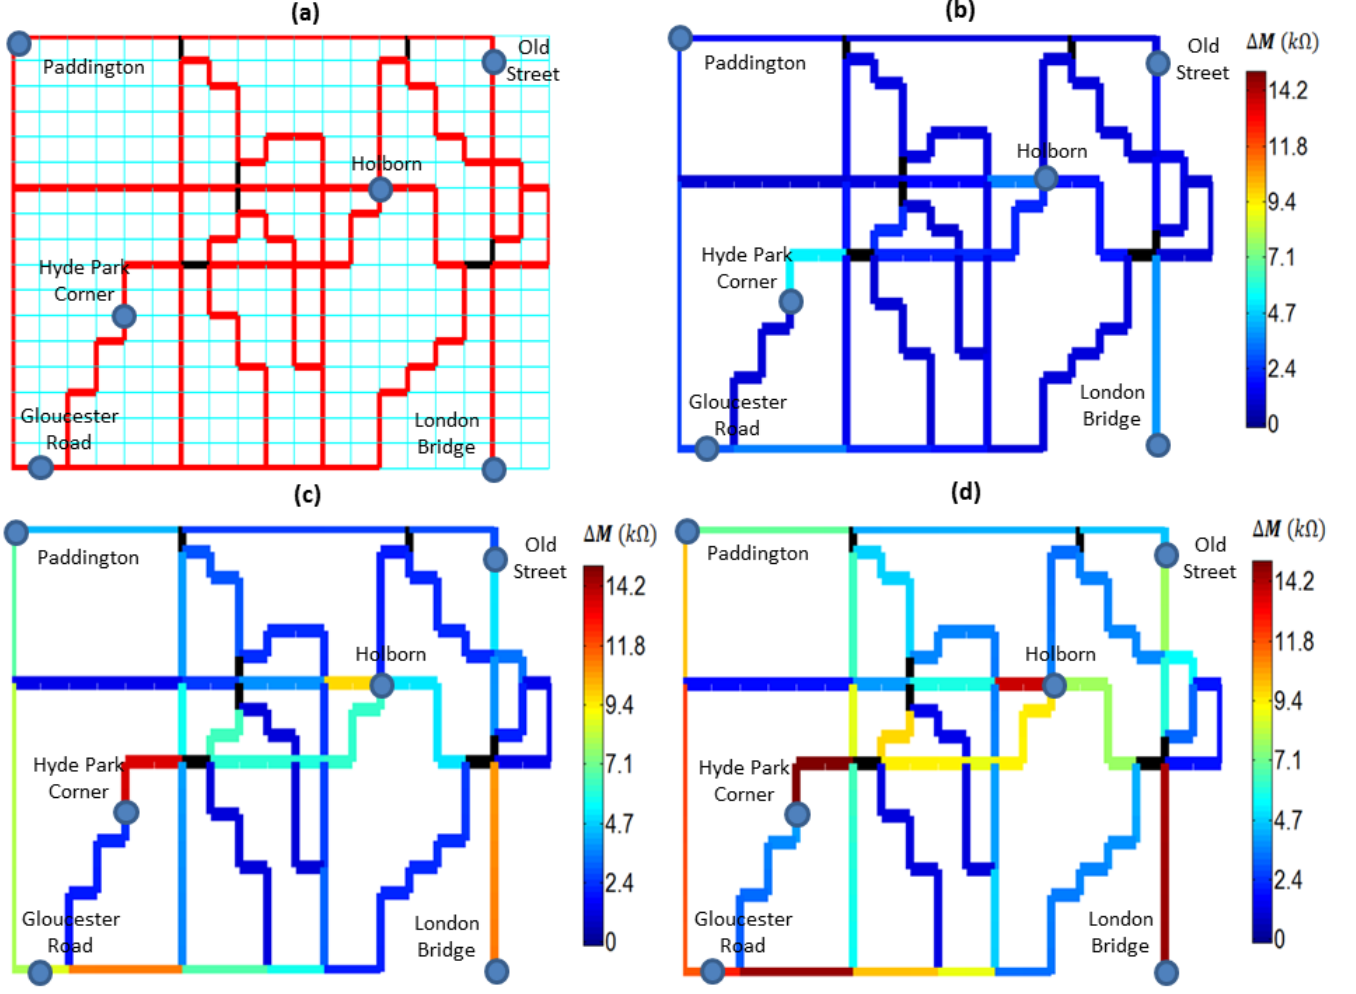 (a)
Paddington
Old
Street
Holborn
Hyde Park
Corner
Gloucester
Road
London
Bridge
(b)
ΔM (kΩ)
Paddington
Old
Street
Holborn
Hyde Park
Corner
Gloucester
Road
London
Bridge
14.2
11.8
9.4
7.1
4.7
2.4
0
(c)
ΔM (kΩ)
Paddington
Old
Street
Holborn
Hyde Park
Corner
Gloucester
Road
London
Bridge
14.2
11.8
9.4
7.1
4.7
2.4
0
(d)
ΔM (kΩ)
Paddington
Old
Street
Holborn
Hyde Park
Corner
Gloucester
Road
London
Bridge
14.2
11.8
9.4
7.1
4.7
2.4
0